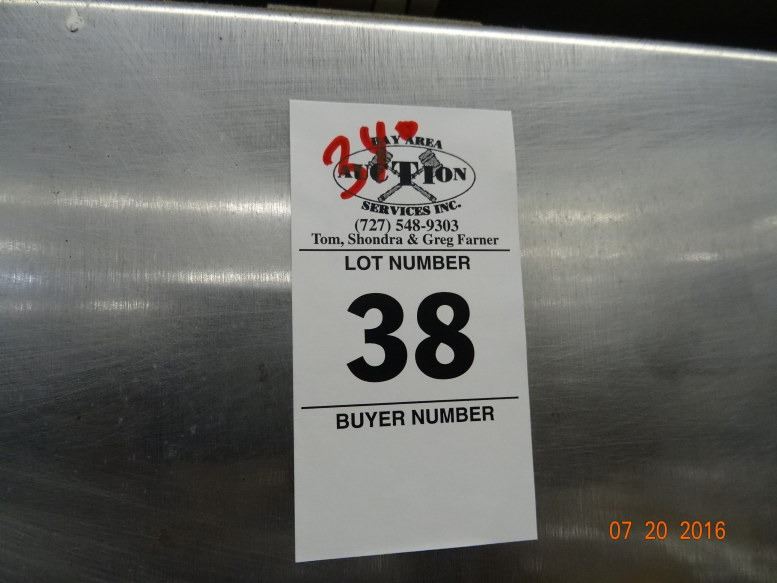 34
BAY AREA
AUCTION
SERVICES INC.
(727) 548-9303
Tom, Shondra & Greg Farner
LOT NUMBER
38
BUYER NUMBER
07 20 2016